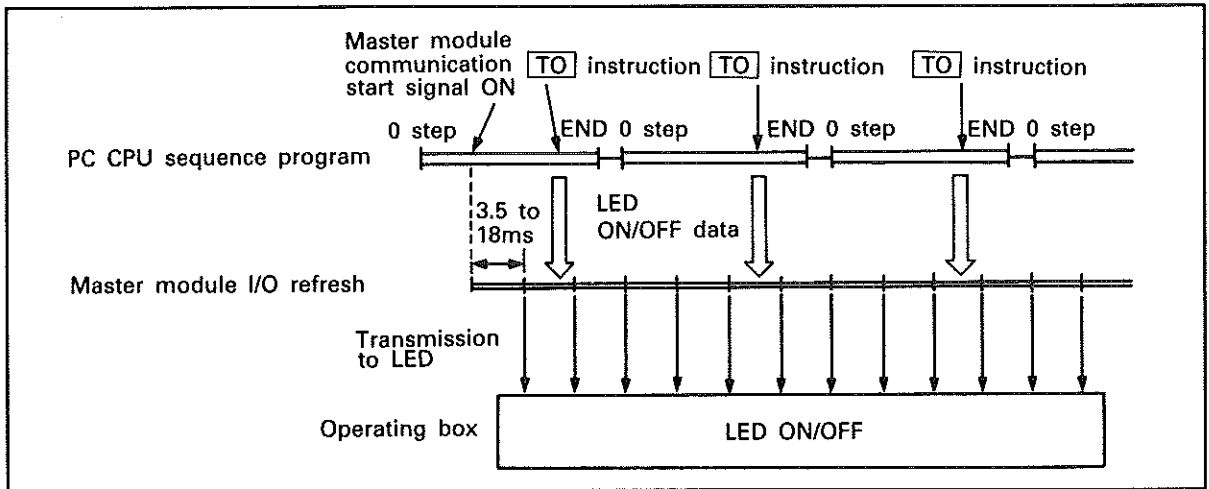 Master module
communication
start signal ON
TO instruction TO instruction TO instruction
0 step END 0 step END 0 step END 0 step
PC CPU sequence program
3.5 to
18ms
LED
ON/OFF data
Master module I/O refresh
Transmission
to LED
Operating box
LED ON/OFF